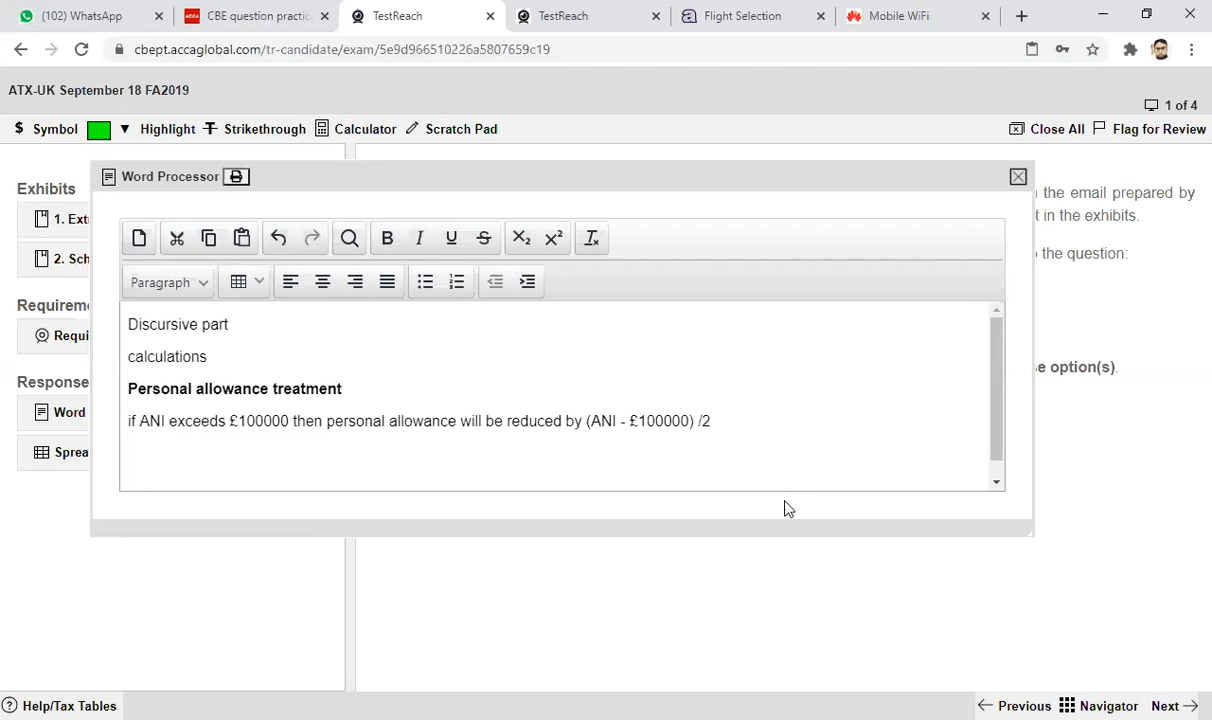 (102) WhatsApp
CBE question practic
TestReach
TestReach
Flight Selection
Mobile WiFi
cbept.accaglobal.com/tr-candidate/exam/5e9d966510226a5807659c19
ATX-UK September 18 FA2019
1 of 4
$ Symbol Highlight Strikethrough Calculator Scratch Pad Close All Flag for Review
Word Processor
Exhibits
the email prepared by
1. Ext
t in the exhibits.
2. Sch
the question:
Paragraph
Requirem
Discursive part
Requi
calculations
e option(s).
Response
Personal allowance treatment
Word
if ANI exceeds £100000 then personal allowance will be reduced by (ANI - £100000) /2
Sprea
Help/Tax Tables
Previous Navigator Next